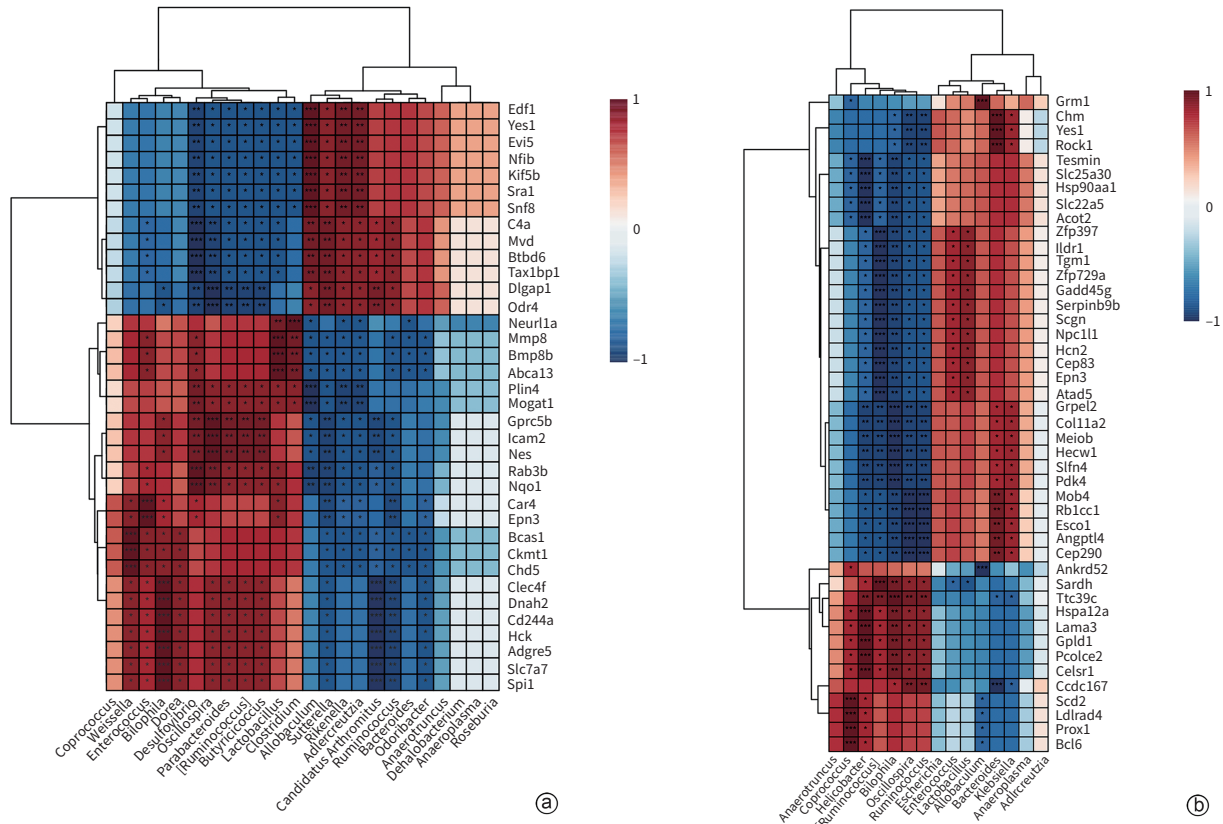 Edf1
Yes1
Evi5
Nfib
Kif5b
Sra1
Snf8
C4a
Mvd
Btbd6
Tax1bp1
Dlgap1
Odr4
Neurl1a
Mmp8
Bmp8b
Abca13
Plin4
Mogat1
Gprc5b
Icam2
Nes
Rab3b
Nqo1
Car4
Epn3
Bcas1
Ckmt1
Chd5
Clec4f
Dnah2
Cd244a
Hck
Adgre5
Slc7a7
Spi1
1
0
−1
Coprococcus
Weissella
Enterococcus
Bilophila
Dorea
Desulfovibrio
Oscillospira
Parabacteroides
[Ruminococcus]
Butyricicoccus
Lactobacillus
Clostridium
Allobaculum
Sutterella
Rikenella
Adlercreutzia
Candidatus Arthromitus
Ruminococcus
Bacteroides
Odoribacter
Anaerotruncus
Dehalobacterium
Anaeroplasma
Roseburia
a
Grm1
Chm
Yes1
Rock1
Tesmin
Slc25a30
Hsp90aa1
Slc22a5
Acot2
Zfp397
Ildr1
Tgm1
Zfp729a
Gadd45g
Serpinb9b
Scgn
Npc1l1
Hcn2
Cep83
Epn3
Atad5
Grpel2
Col11a2
Meiob
Hecw1
Slfn4
Pdk4
Mob4
Rb1cc1
Esco1
Angptl4
Cep290
Ankrd52
Sardh
Ttc39c
Hspa12a
Lama3
Gpld1
Pcolce2
Celsr1
Ccdc167
Scd2
Ldlrad4
Prox1
Bcl6
1
0
−1
Anaerotruncus
Coprococcus
Helicobacter
[Ruminococcus]
Bilophila
Oscillospira
Ruminococcus
Escherichia
Enterococcus
Lactobacillus
Allobaculum
Bacteroides
Klebsiella
Anaeroplasma
Adlrcreutzia
b